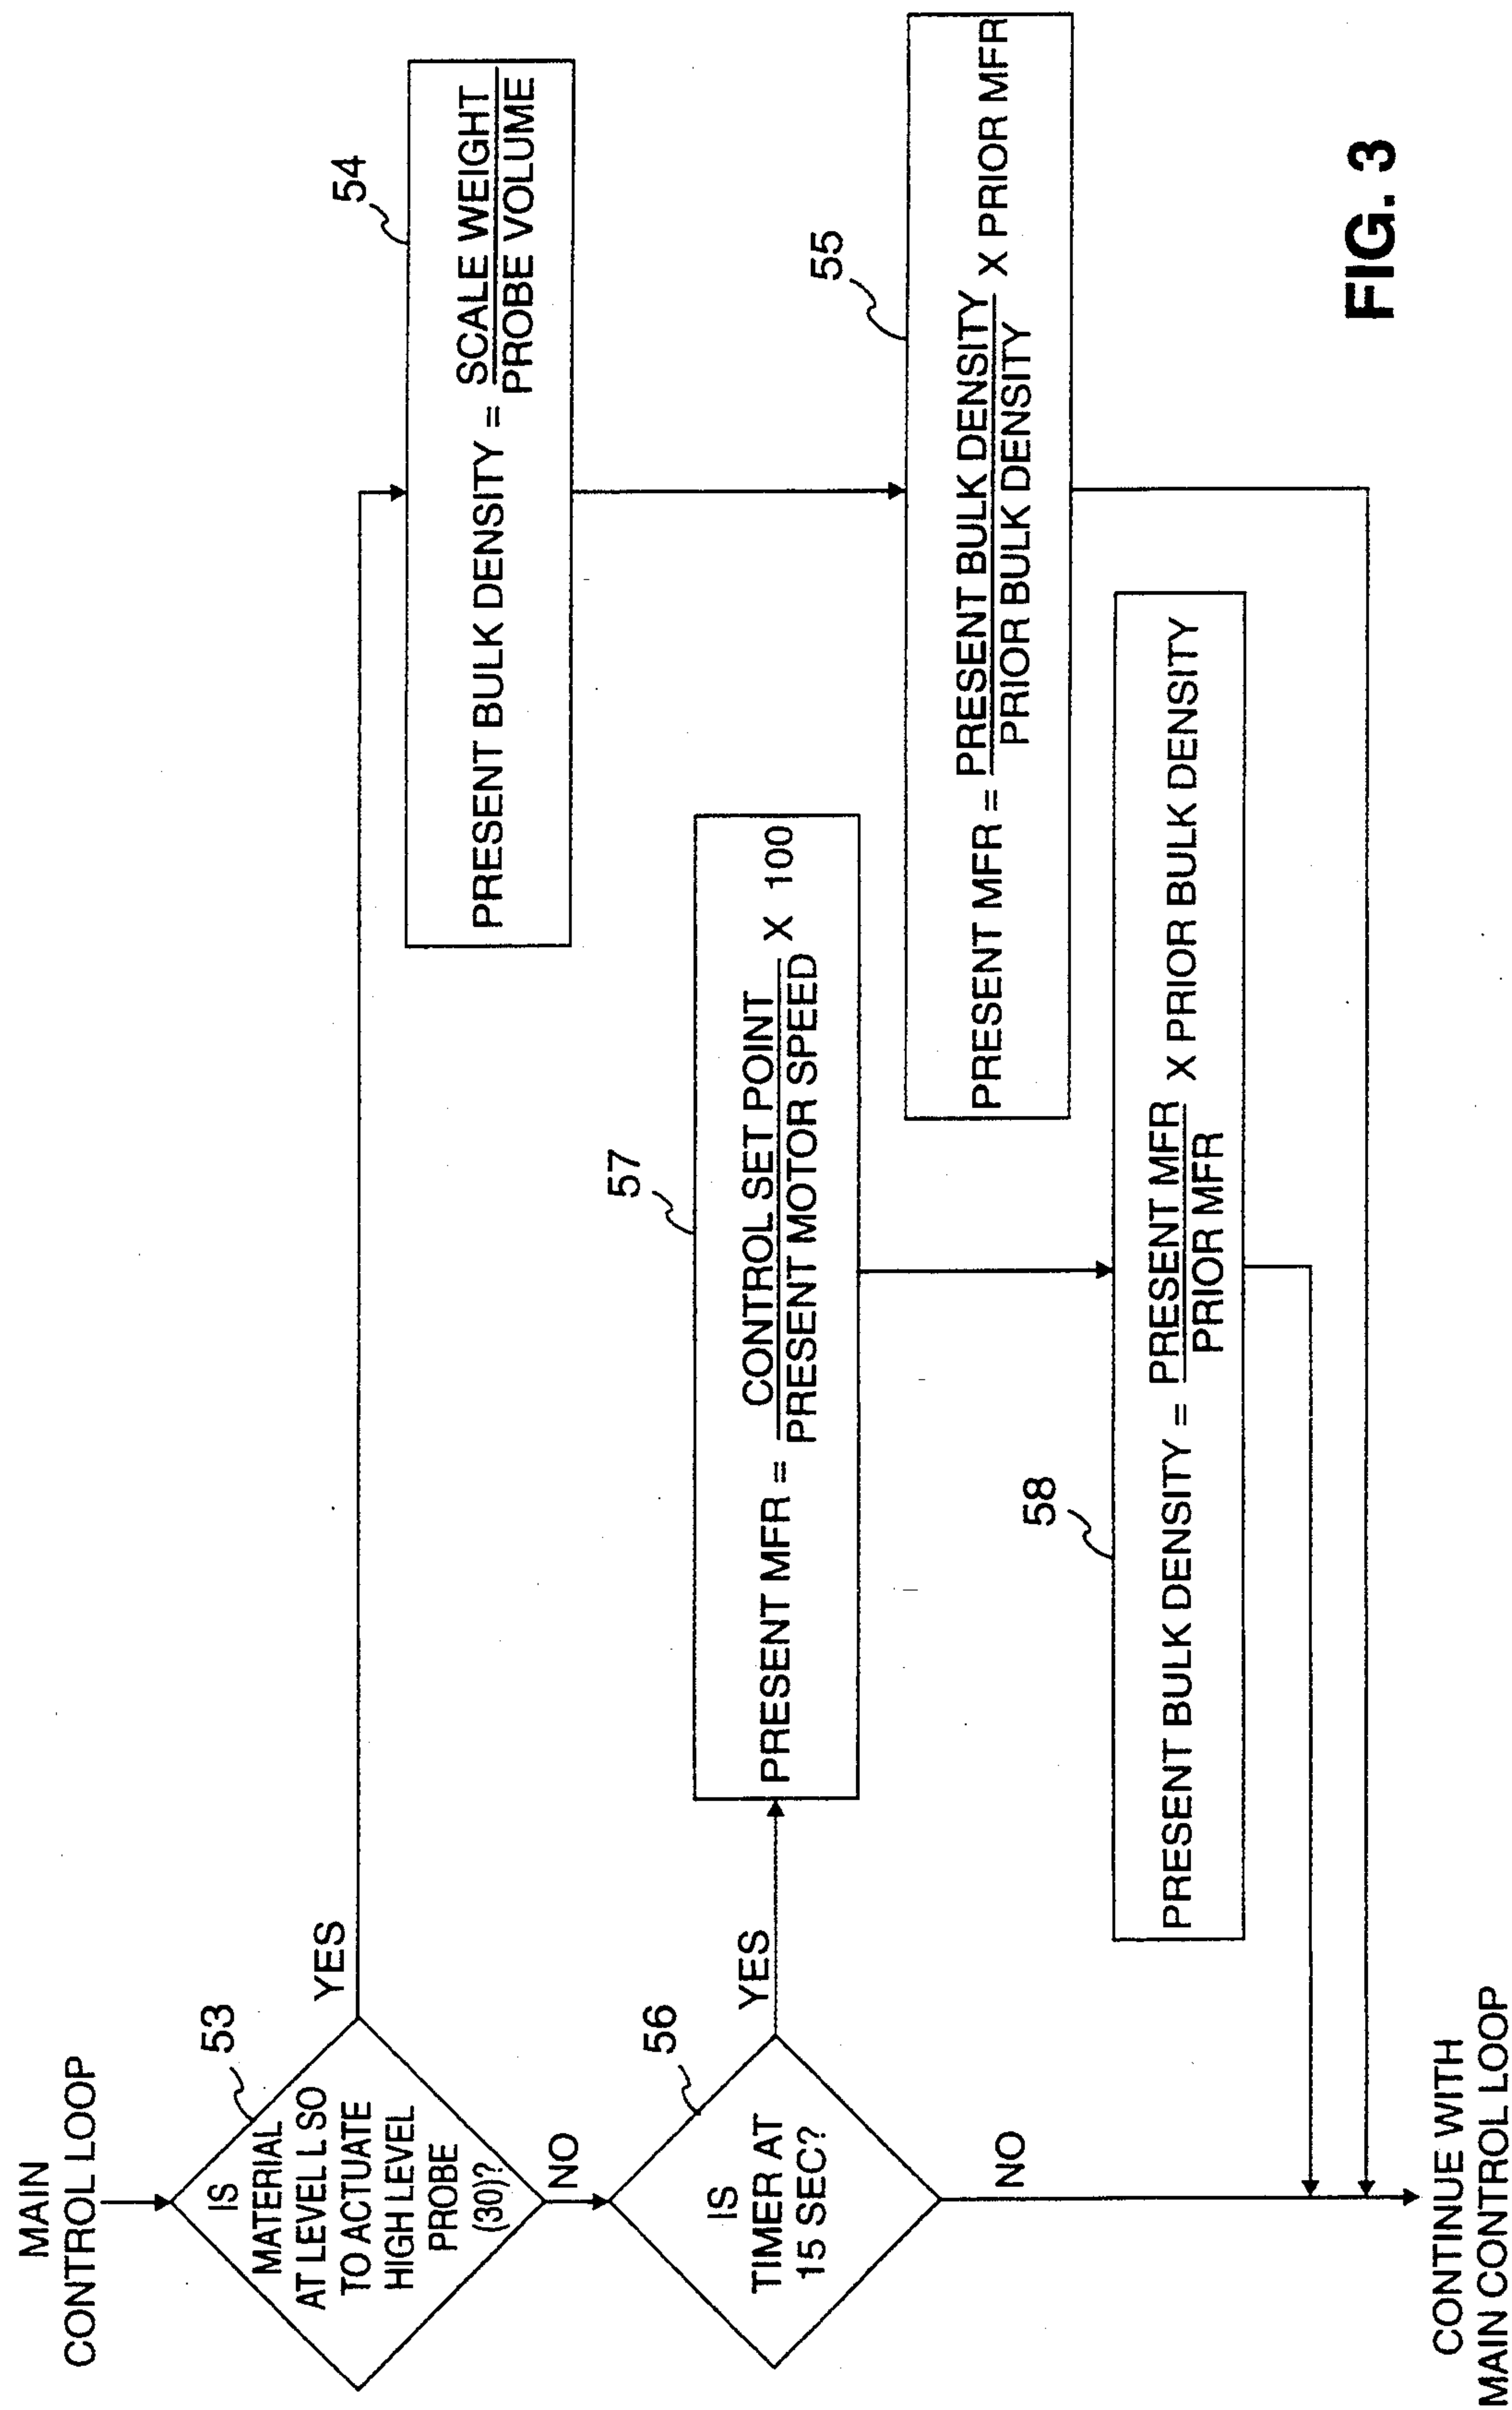 MAIN
CONTROL LOOP
53
IS
MATERIAL
AT LEVEL L SO
TO ACTUATE
HIGH LEVEL
PROBE
(30)?
YES
NO
54
PRESENT BULK DENSITY = SCALE WEIGHT
PROBE VOLUME
56
IS
TIMER AT
15 SEC?
YES
NO
57
PRESENT MFR = CONTROL SET POINT X 100
PRESENT MOTOR SPEED
55
PRESENT MFR = PRESENT BULK DENSITY X PRIOR MFR
PRIOR BULK DENSITY
58
PRESENT BULK DENSITY = PRESENT MFR X PRIOR BULK DENSITY
PRIOR MFR
CONTINUE WITH
MAIN CONTROL LOOP
FIG. 3